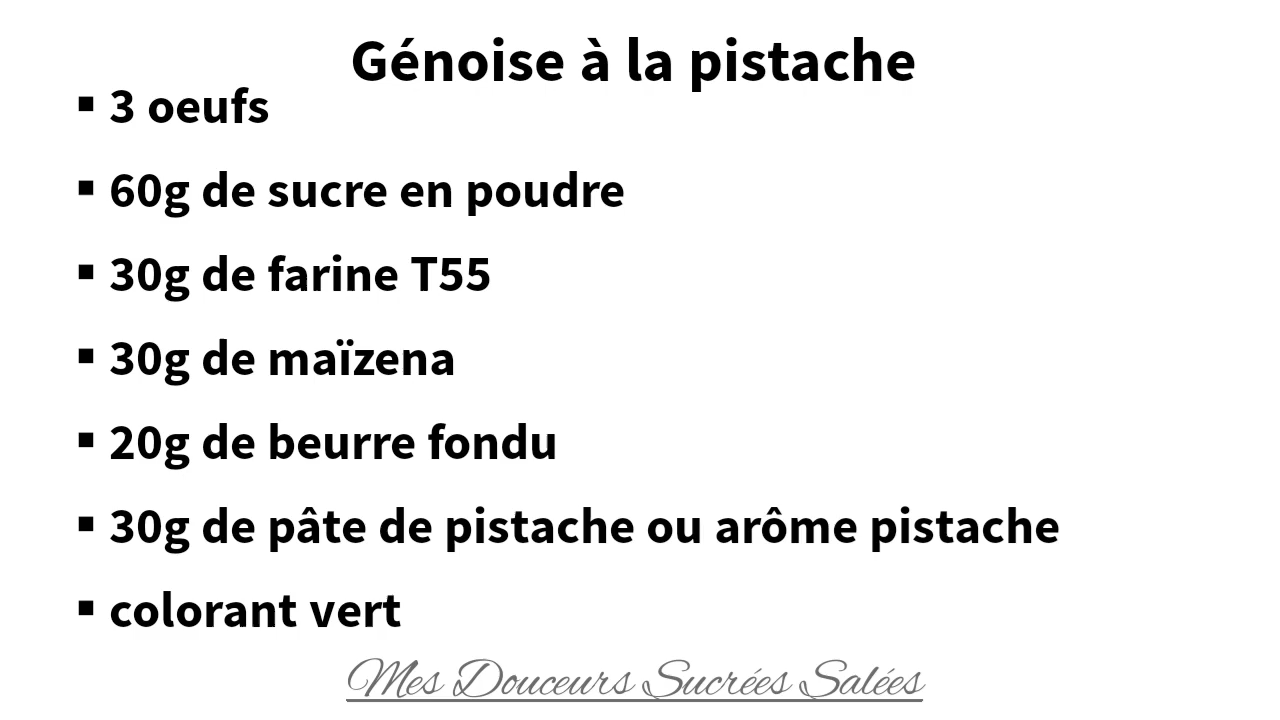 Génoise à la pistache
▪ 3 oeufs
▪ 60g de sucre en poudre
▪ 30g de farine T55
▪ 30g de maïzena
▪ 20g de beurre fondu
▪ 30g de pâte de pistache ou arôme pistache
▪ colorant vert
Mes Douceurs Sucrées Salées